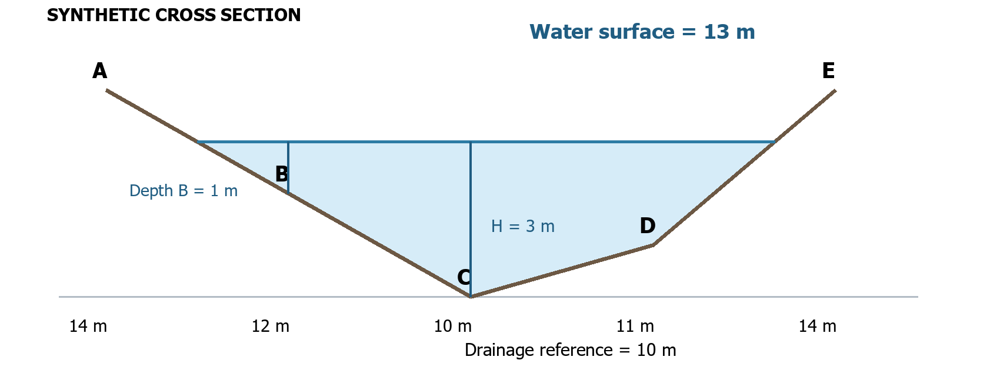 SYNTHETIC CROSS SECTION
Water surface = 13 m
A
E
B
Depth B = 1 m
H = 3 m
D
C
14 m
12 m
10 m
11 m
14 m
Drainage reference = 10 m